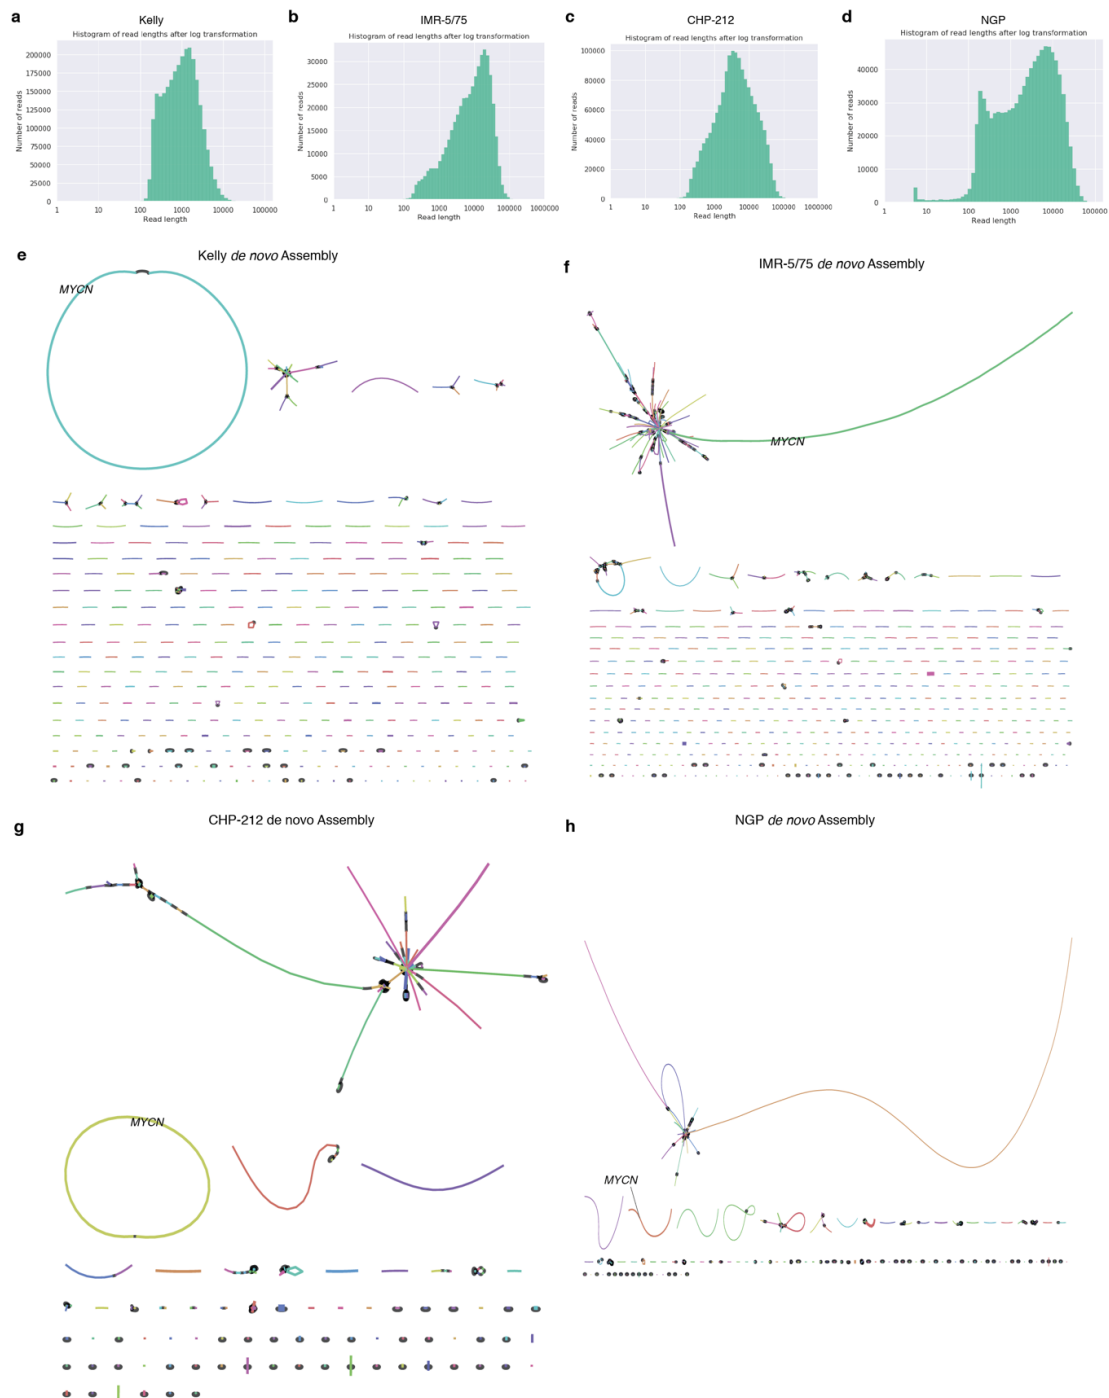 a
Kelly
Histogram of read lengths after log transformation
Number of reads
200000
175000
150000
125000
100000
75000
50000
25000
0
1 10 100 1000 10000 100000
Read length
b
IMR-5/75
Histogram of read lengths after log transformation
Number of reads
30000
25000
20000
15000
10000
5000
0
1 10 100 1000 10000 100000 1000000
Read length
c
CHP-212
Histogram of read lengths after log transformation
Number of reads
100000
80000
60000
40000
20000
0
1 10 100 1000 10000 100000 1000000
Read length
d
NGP
Histogram of read lengths after log transformation
Number of reads
40000
30000
20000
10000
0
1 10 100 1000 10000 100000
Read length
e
Kelly de novo Assembly
MYCN
f
IMR-5/75 de novo Assembly
MYCN
g
CHP-212 de novo Assembly
MYCN
h
NGP de novo Assembly
MYCN